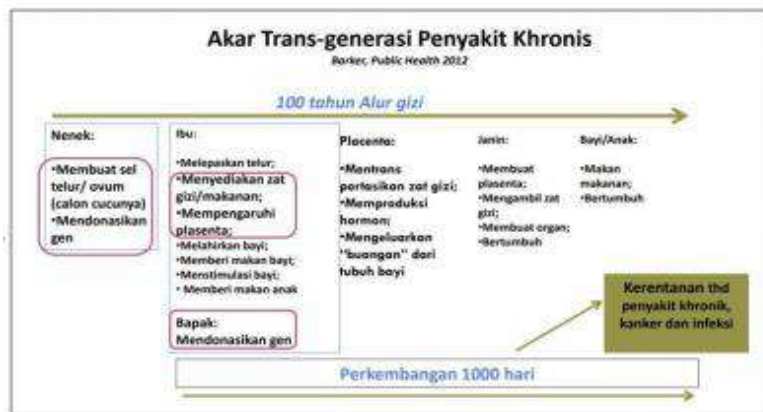 Akar Trans-generasi Penyakit Khronis
Barker, Public Health 2012
100 tahun Alur gizi
Nenek:
•Membuat sel
telur/ ovum
(calon cucunya)
•Mendonasikan
gen
Ibu:
•Melepaskan telur;
•Menyediakan zat
gizi/makanan;
•Mempengaruhi
plasenta;
•Melahirkan bayi;
•Memberi makan bayi;
•Menstimulasi bayi;
• Memberi makan anak
Bapak:
Mendonasikan gen
Placenta:
•Mentrans
portasikan zat gizi;
•Memproduksi
hormon;
•Mengeluarkan
"buangan" dari
tubuh bayi
Janin:
•Membuat
plasenta;
•Mengambil zat
gizi;
•Membuat organ;
•Bertumbuh
Bayi/Anak:
•Makan
makanan;
•Bertumbuh
Kerentanan thd
penyakit khronik,
kanker dan infeksi
Perkembangan 1000 hari